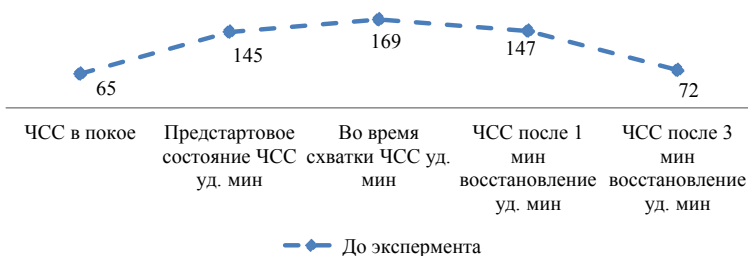 65
145
169
147
72
ЧСС в покое
Предстартовое
состояние ЧСС
уд. мин
Во время
схватки ЧСС уд.
мин
ЧСС после 1
мин
восстановление
уд. мин
ЧСС после 3
мин
восстановление
уд. мин
До экспермента